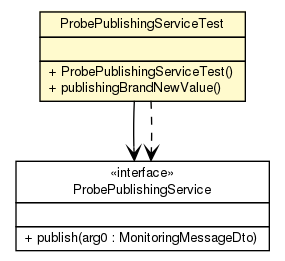 ProbePublishingServiceTest
+ ProbePublishingServiceTest()
+ publishingBrandNewValue()
«interface»
ProbePublishingService
+ publish(arg0 : MonitoringMessageDto)